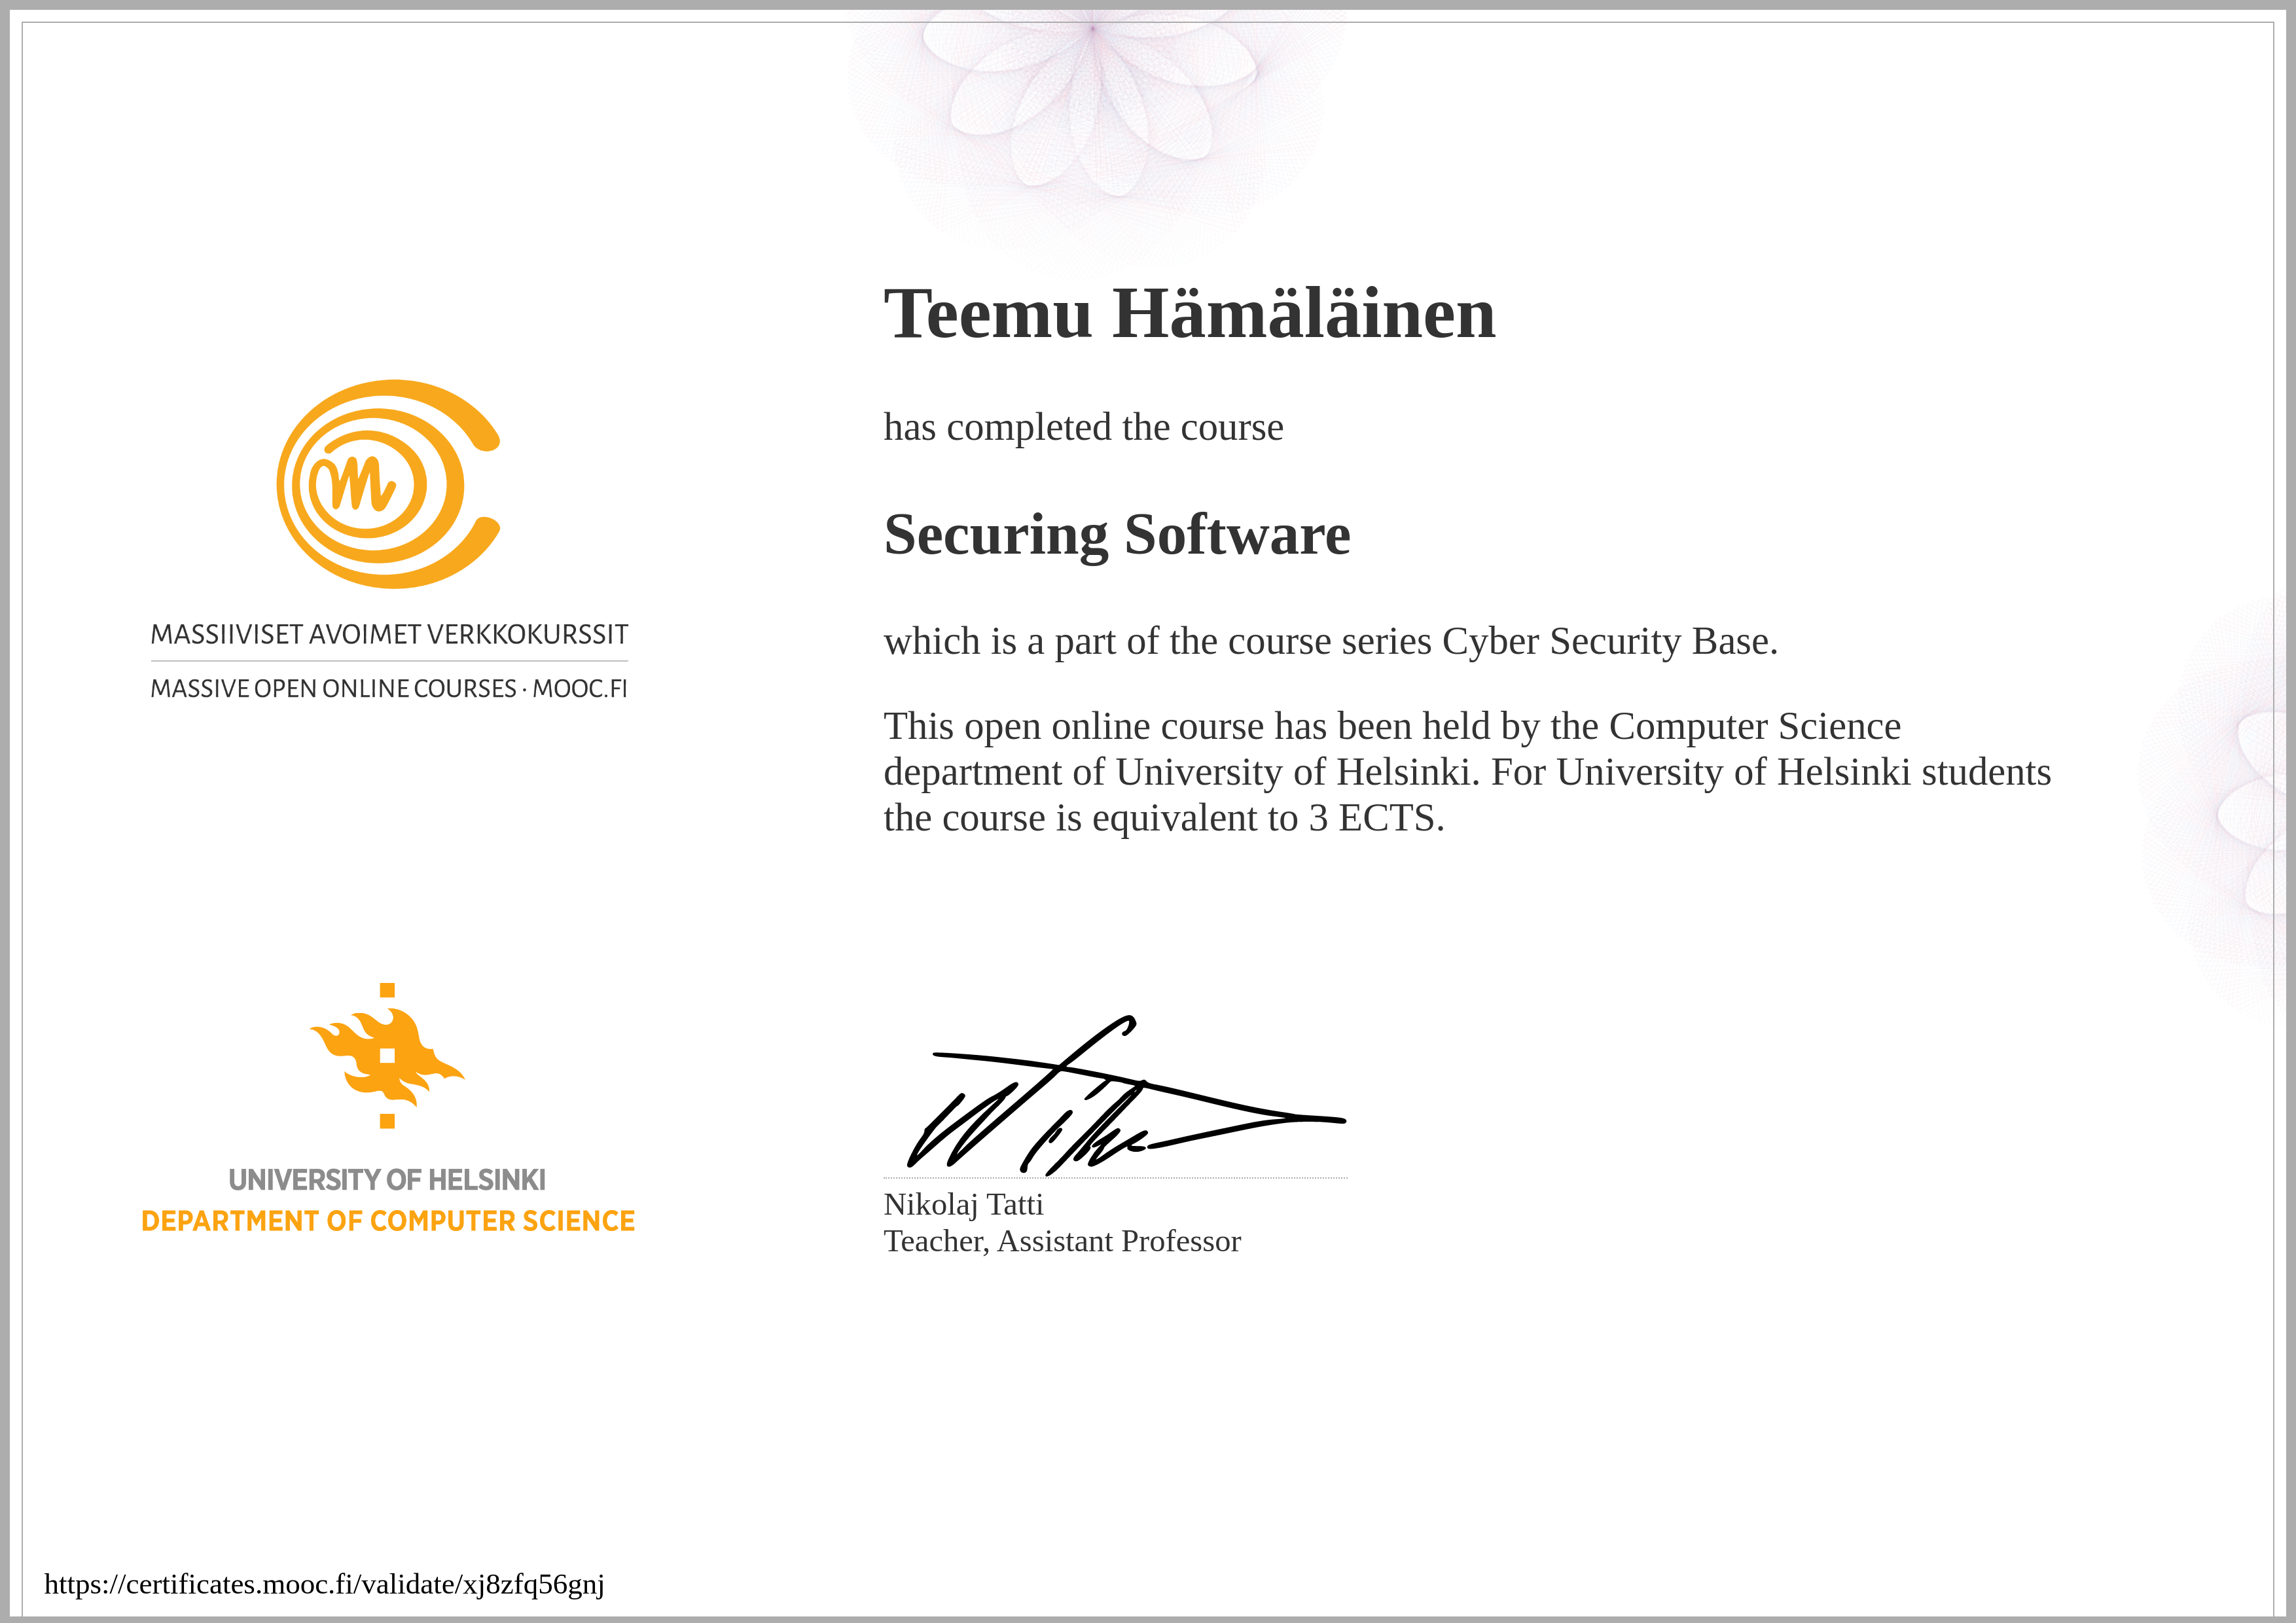 Teemu Hämäläinen
has completed the course
Securing Software
which is a part of the course series Cyber Security Base.
This open online course has been held by the Computer Science
department of University of Helsinki. For University of Helsinki students
the course is equivalent to 3 ECTS.
MASSIIVISET AVOIMET VERKKOKURSSIT
MASSIVE OPEN ONLINE COURSES · MOOC.FI
UNIVERSITY OF HELSINKI
DEPARTMENT OF COMPUTER SCIENCE
Nikolaj Tatti
Teacher, Assistant Professor
https://certificates.mooc.fi/validate/xj8zfq56gnj